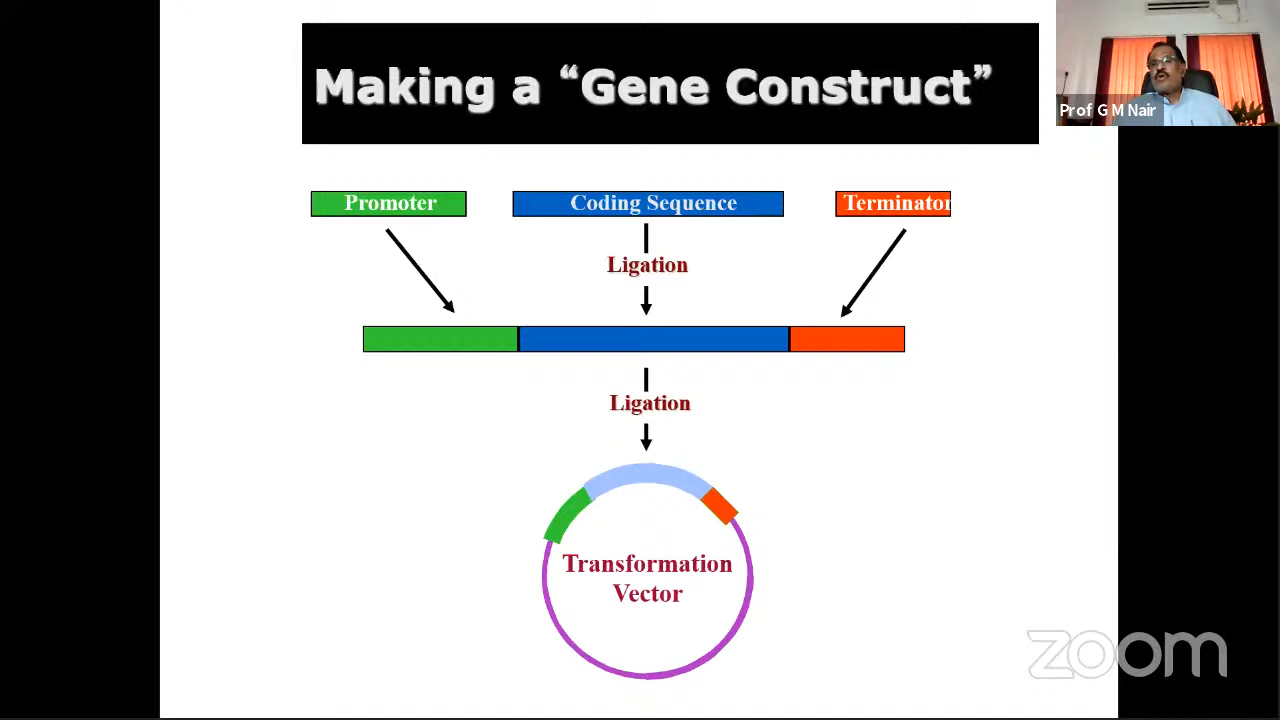 Making a “Gene Construct”
Prof G M Nair
Promoter
Coding Sequence
Terminator
Ligation
Ligation
Transformation
Vector
zoom